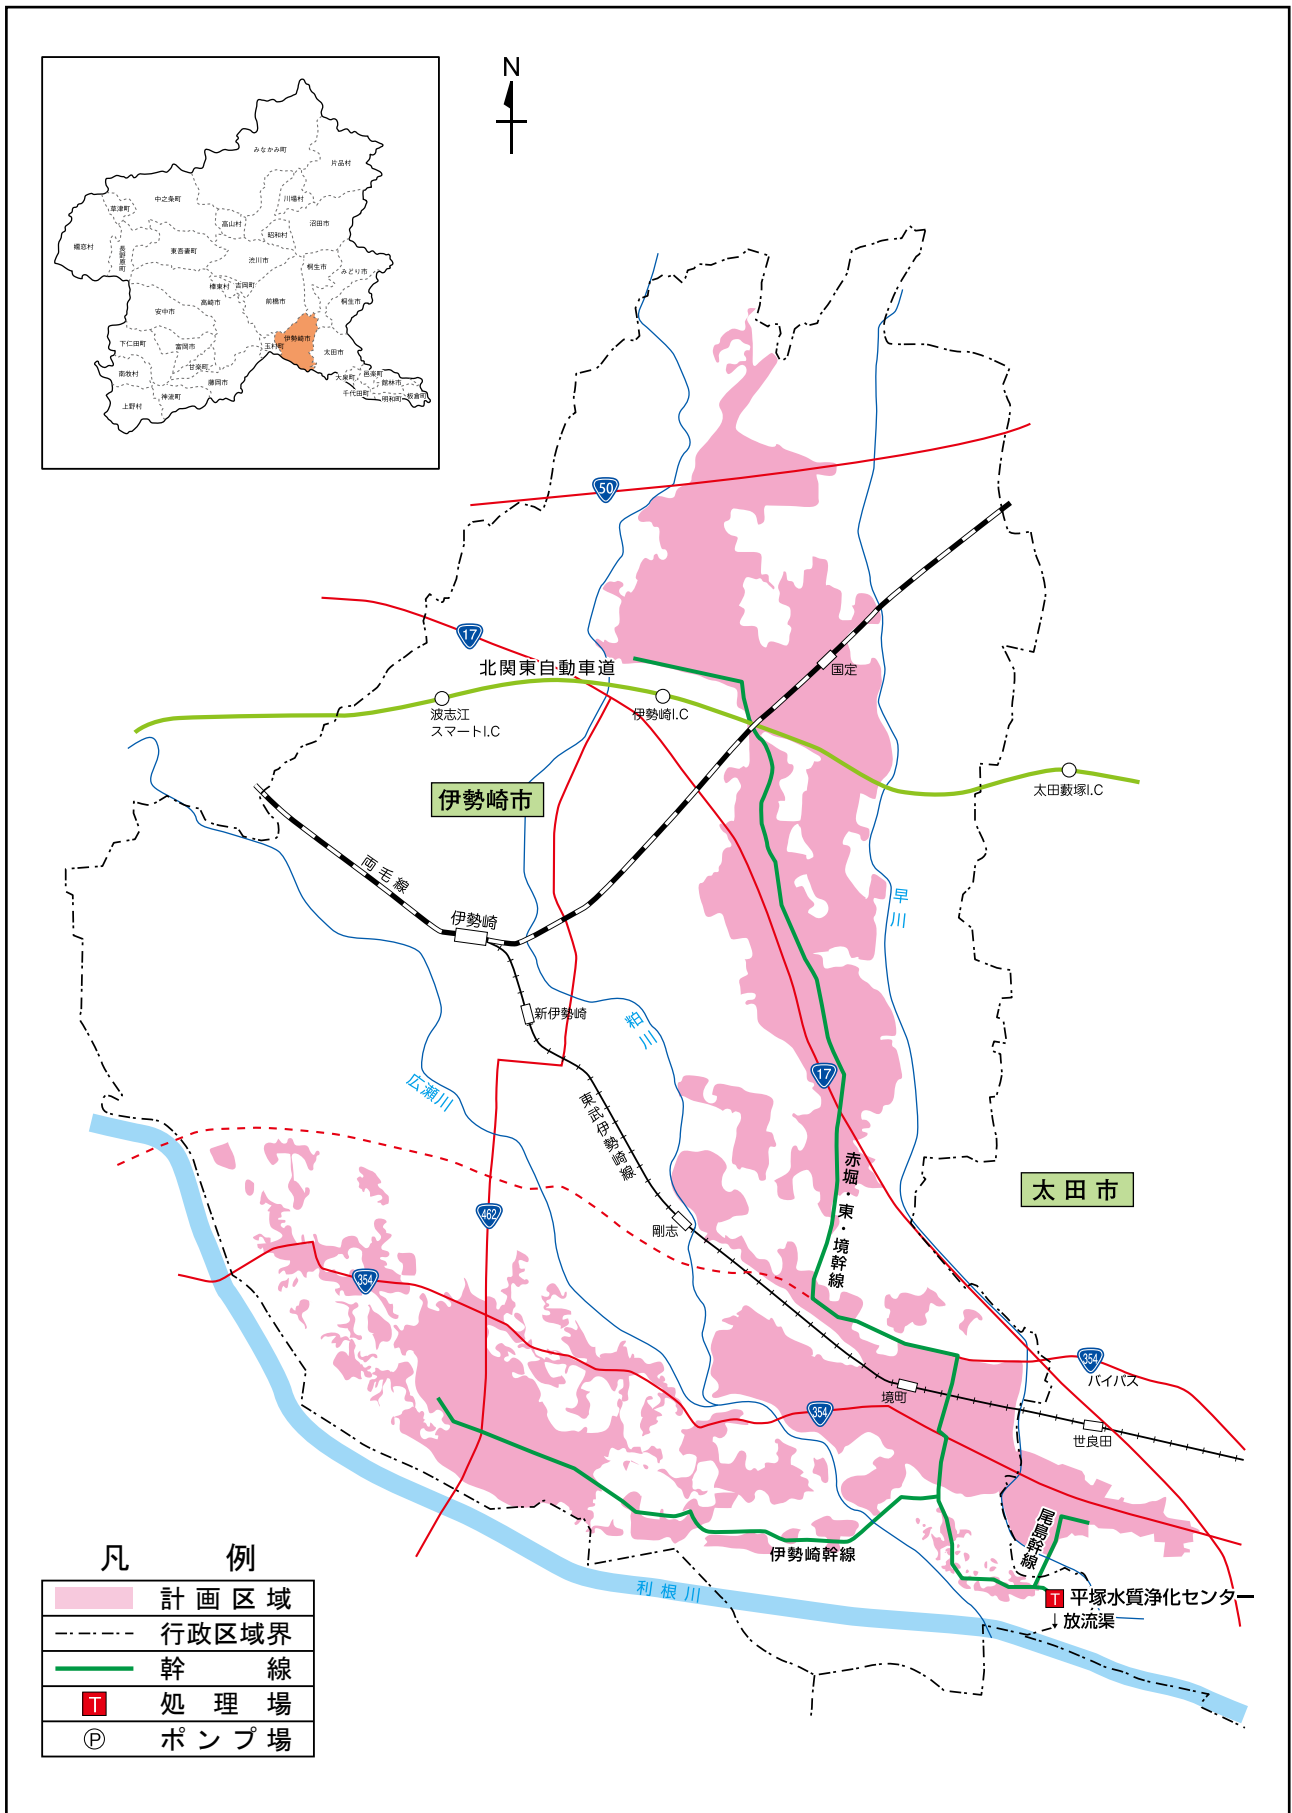 N
みなかみ町
片品村
中之条町
川場村
草津町
高山村
沼田市
昭和村
嬬恋村
長野原町
東吾妻町
渋川市
桐生市
みどり市
榛東村
吉岡町
高崎市
前橋市
桐生市
安中市
伊勢崎市
下仁田町
富岡市
玉村町
太田市
甘楽町
南牧村
藤岡市
大泉町
邑楽町
館林市
千代田町
明和町
板倉町
神流町
上野村
50
17
北関東自動車道
国定
波志江
スマートI.C
伊勢崎I.C
太田藪塚I.C
伊勢崎市
両毛線
伊勢崎
早川
新伊勢崎
粕川
広瀬川
17
東武伊勢崎線
赤堀・東・境幹線
太田市
462
剛志
354
354
バイパス
境町
354
世良田
尾島幹線
伊勢崎幹線
利根川
T
平塚水質浄化センター
↓放流渠
凡例
計画区域
行政区域界
幹線
T
処理場
P
ポンプ場